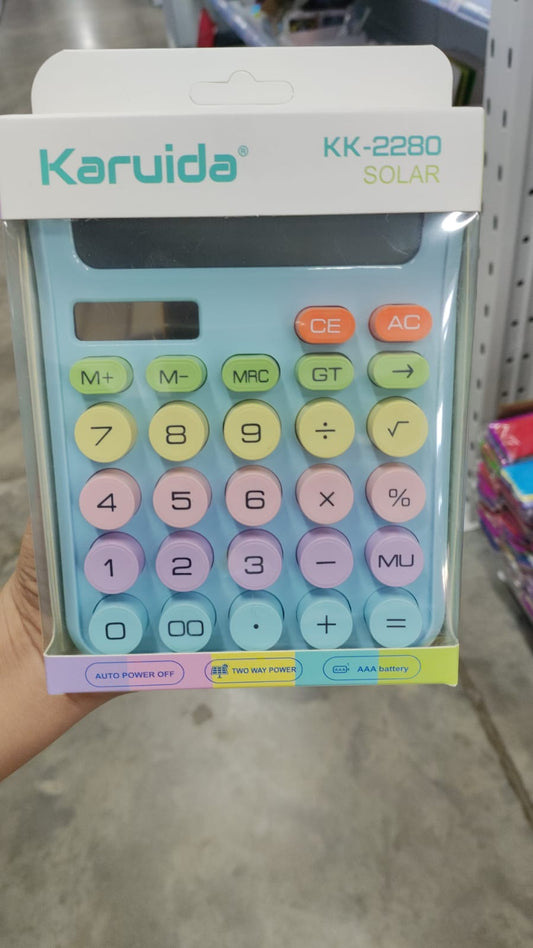 Karuida®
KK-2280
SOLAR
CE AC
M+ M- MRC GT →
7 8 9 ÷ √
4 5 6 × %
1 2 3 − MU
0 00 · + =
AUTO POWER OFF
TWO WAY POWER
AAA battery